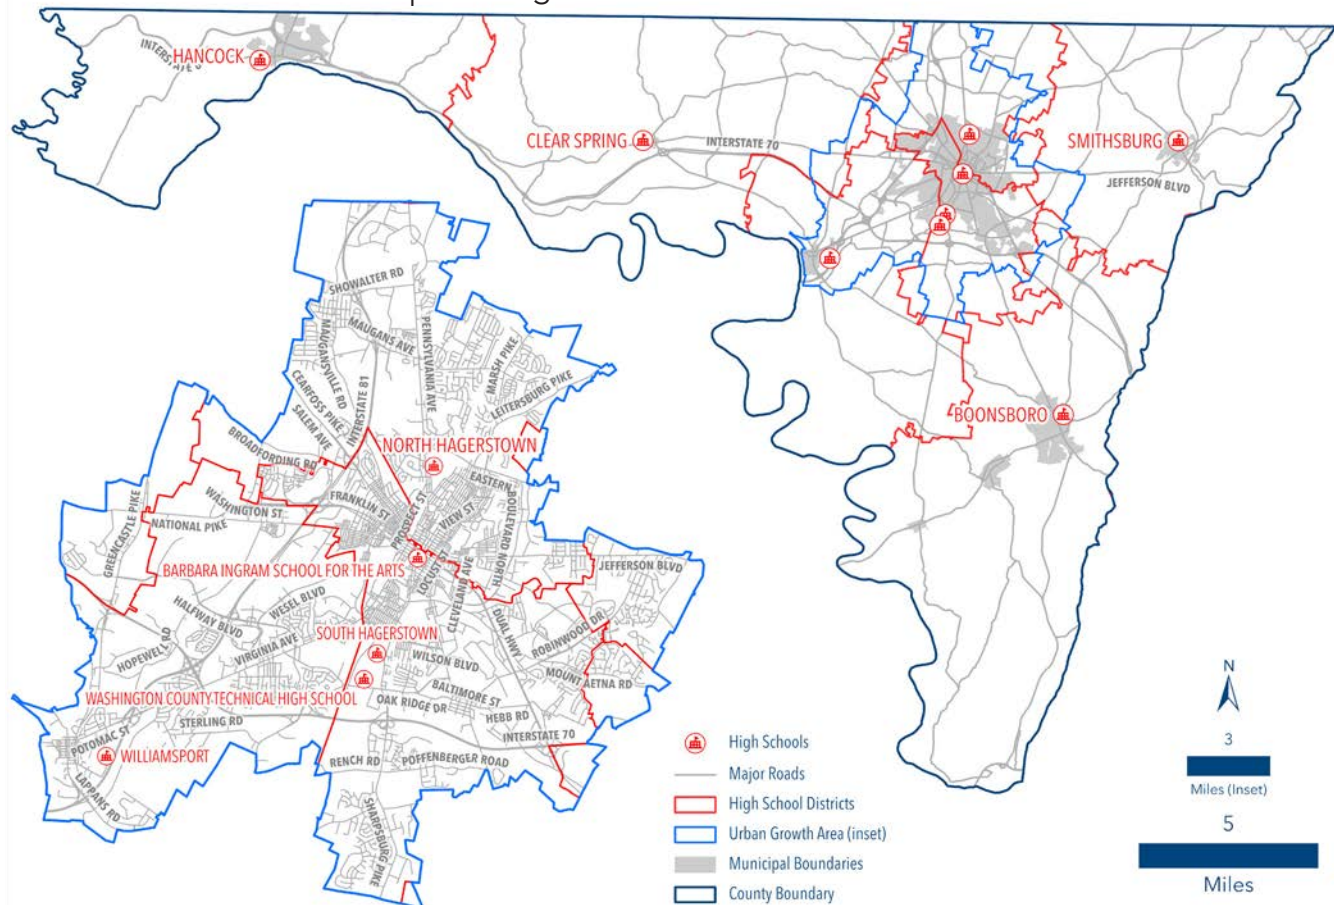 HANCOCK
CLEAR SPRING
INTERSTATE 70
SMITHSBURG
JEFFERSON BLVD
BOONSBORO
SHOWALTER RD
MAUGANS AVE
MAUGANSVILLE RD
PENNSYLVANIA AVE
MARSH PIKE
LEITERSBURG PIKE
CEARFOSS PIKE
SALEM AVE
INTERSTATE 81
BROADFORDING RD
NORTH HAGERSTOWN
EASTERN
BOULEVARD NORTH
GREENCASTLE PIKE
WASHINGTON ST
NATIONAL PIKE
FRANKLIN ST
PROSPECT ST
VIEW ST
BARBARA INGRAM SCHOOL FOR THE ARTS
LOCUST ST
CLEVELAND AVE
JEFFERSON BLVD
HALFWAY BLVD
WESEL BLVD
DUAL HWY
ROBINWOOD DR
SOUTH HAGERSTOWN
HOPEWELL RD
VIRGINIA AVE
WILSON BLVD
MOUNT AETNA RD
WASHINGTON COUNTY TECHNICAL HIGH SCHOOL
BALTIMORE ST
OAK RIDGE DR
HEBB RD
STERLING RD
INTERSTATE 70
POTOMAC ST
WILLIAMSPORT
RENCH RD
POFFENBERGER ROAD
LAPPANS RD
SHARPSBURG PIKE
High Schools
Major Roads
High School Districts
Urban Growth Area (inset)
Municipal Boundaries
County Boundary
N
3
Miles (Inset)
5
Miles